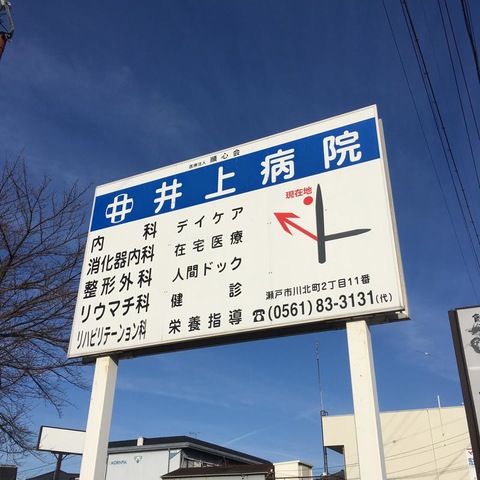 医療法人 順心会
井上病院
内科
消化器内科
整形外科
リウマチ科
リハビリテーション科
デイケア
在宅医療
人間ドック
健診
栄養指導
現在地
瀬戸市川北町2丁目11番
☎(0561)83-3131(代)